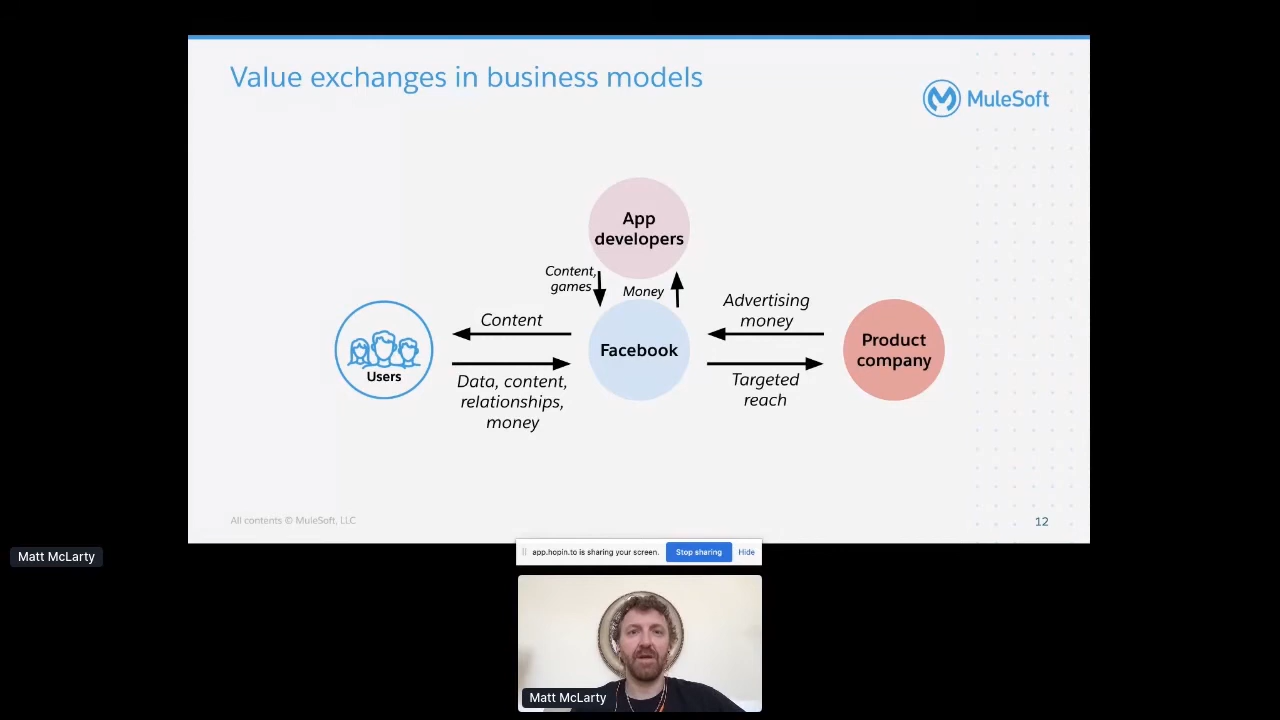 Value exchanges in business models
MuleSoft
App
developers
Content,
games
Money
Content
Advertising
money
Users
Facebook
Product
company
Data, content,
relationships,
money
Targeted
reach
All contents © MuleSoft, LLC
12
Matt McLarty
app.hopin.to is sharing your screen.
Stop sharing
Hide
Matt McLarty